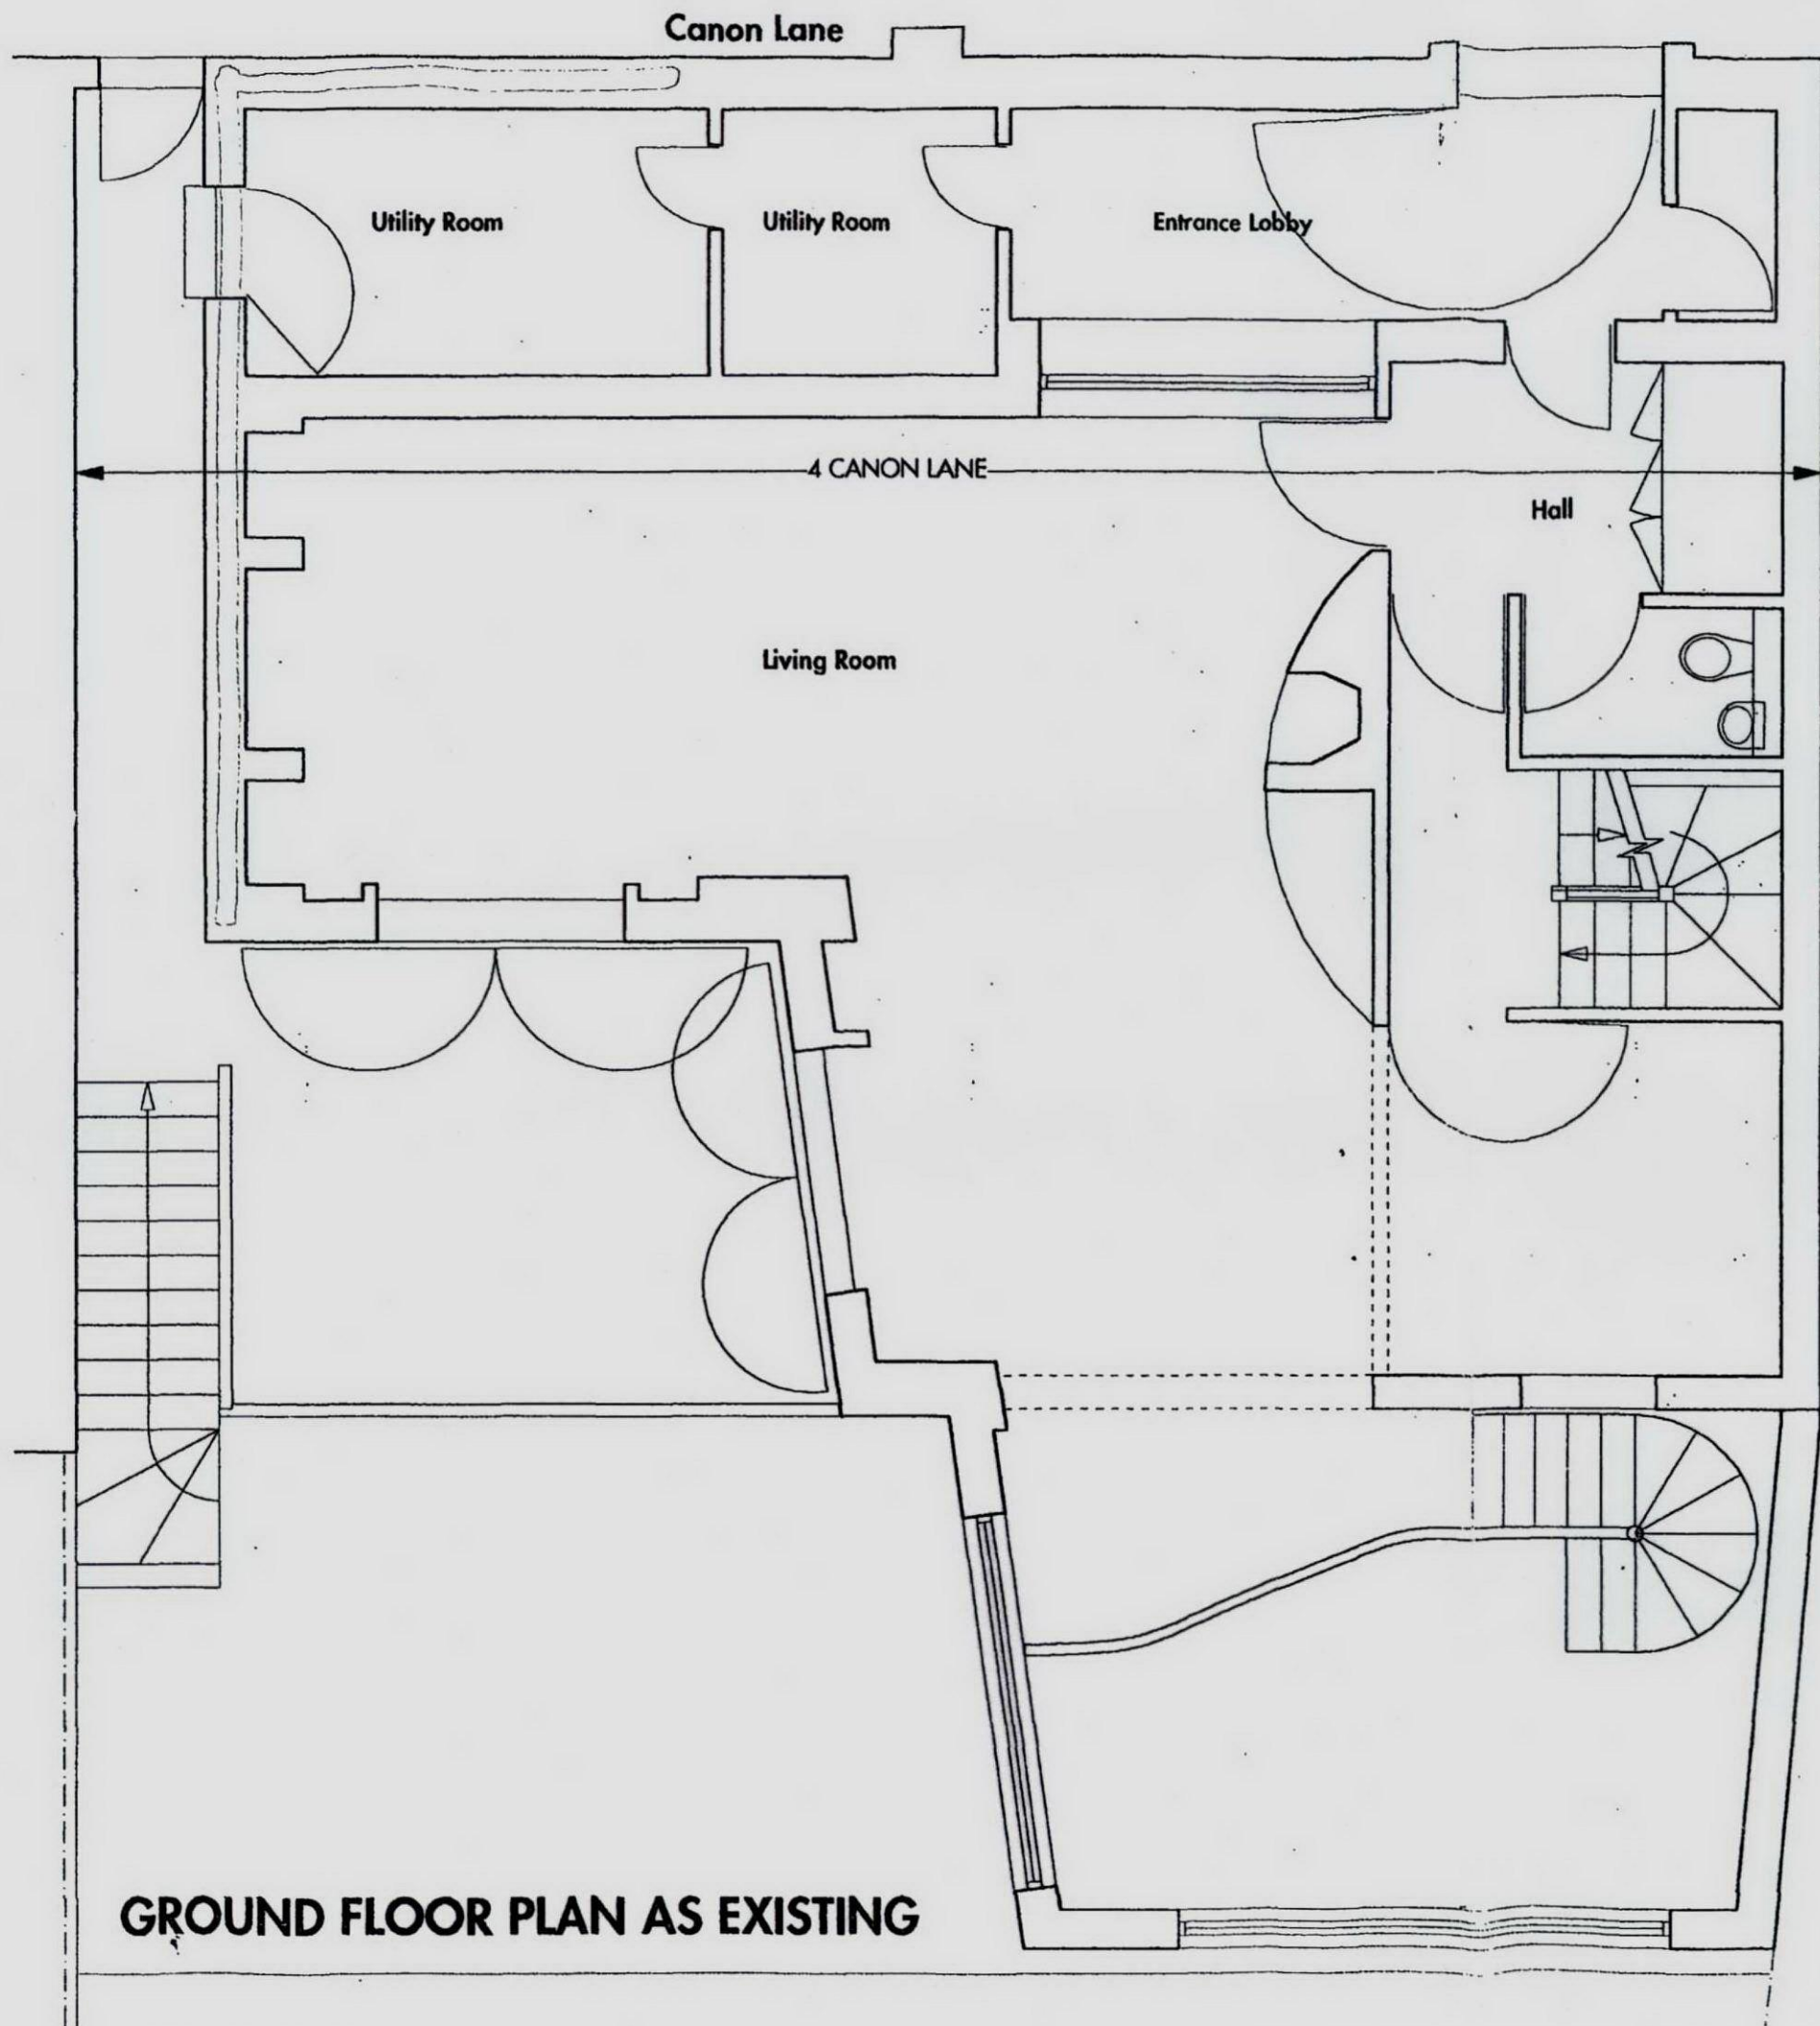 Canon Lane
Utility Room
Utility Room
Entrance Lobby
4 CANON LANE
Hall
Living Room
GROUND FLOOR PLAN AS EXISTING